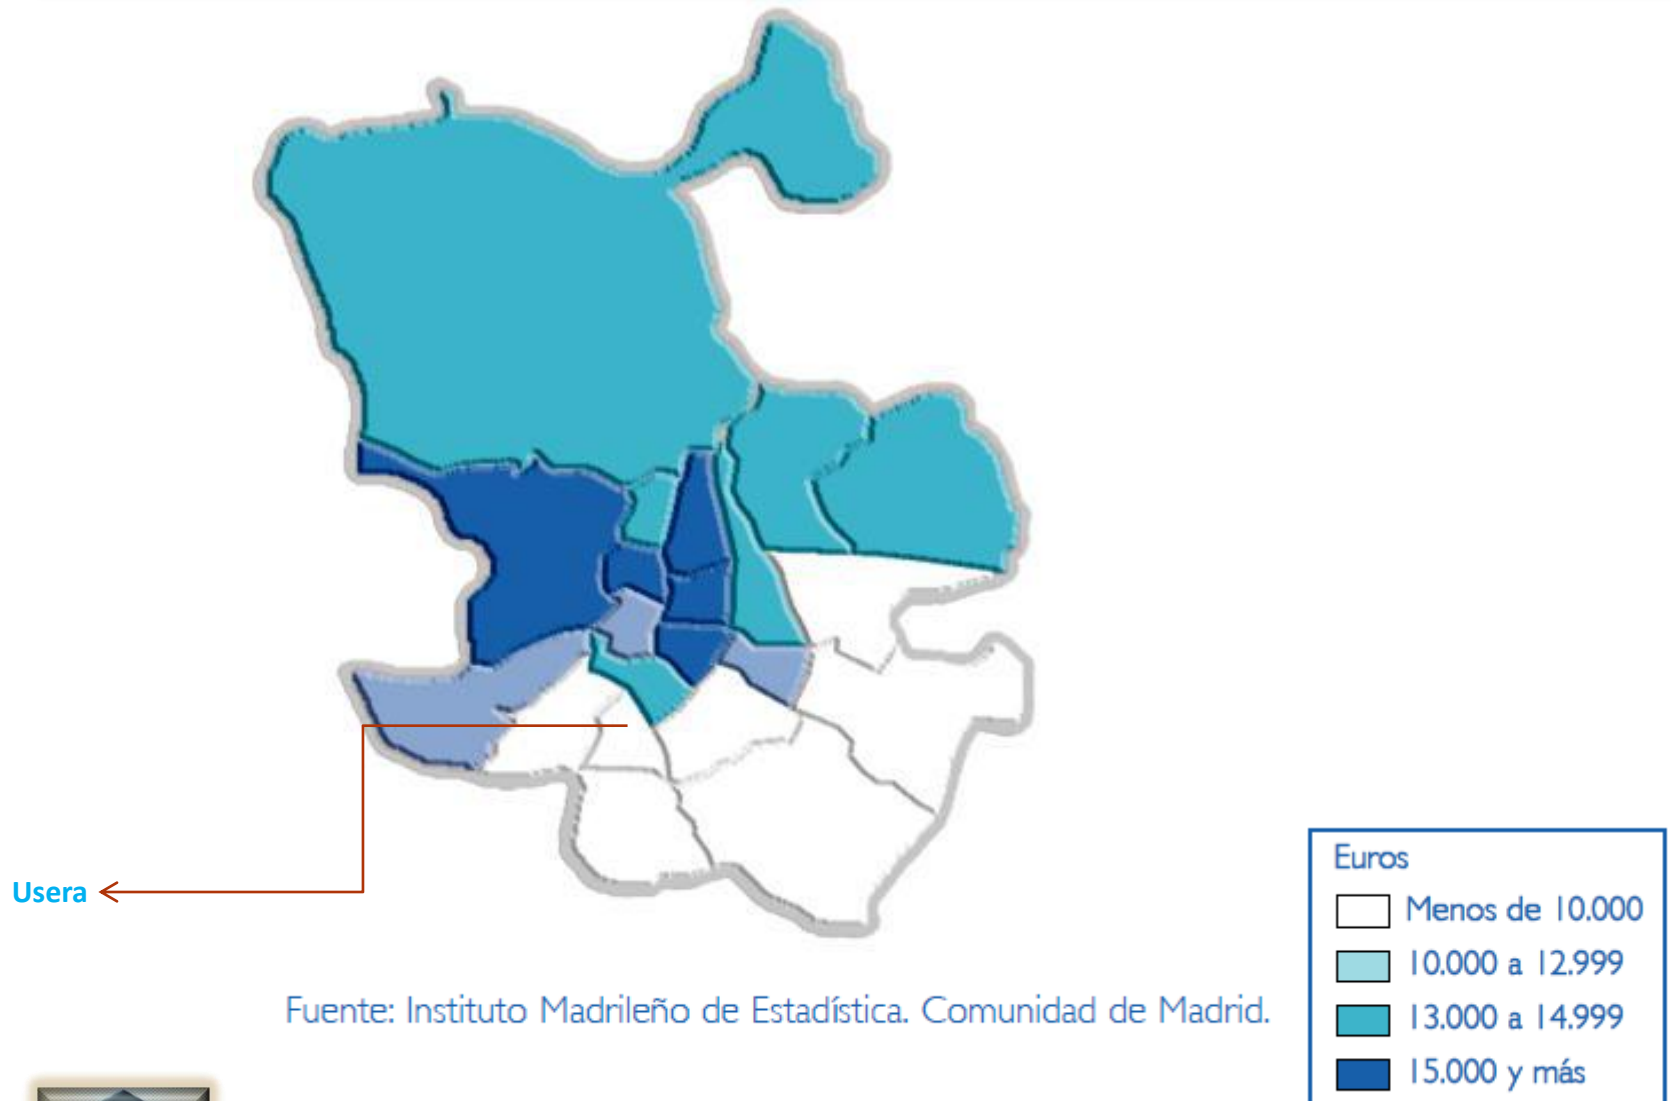 Usera
Euros
Menos de 10.000
10.000 a 12.999
13.000 a 14.999
15.000 y más
Fuente: Instituto Madrileño de Estadística. Comunidad de Madrid.